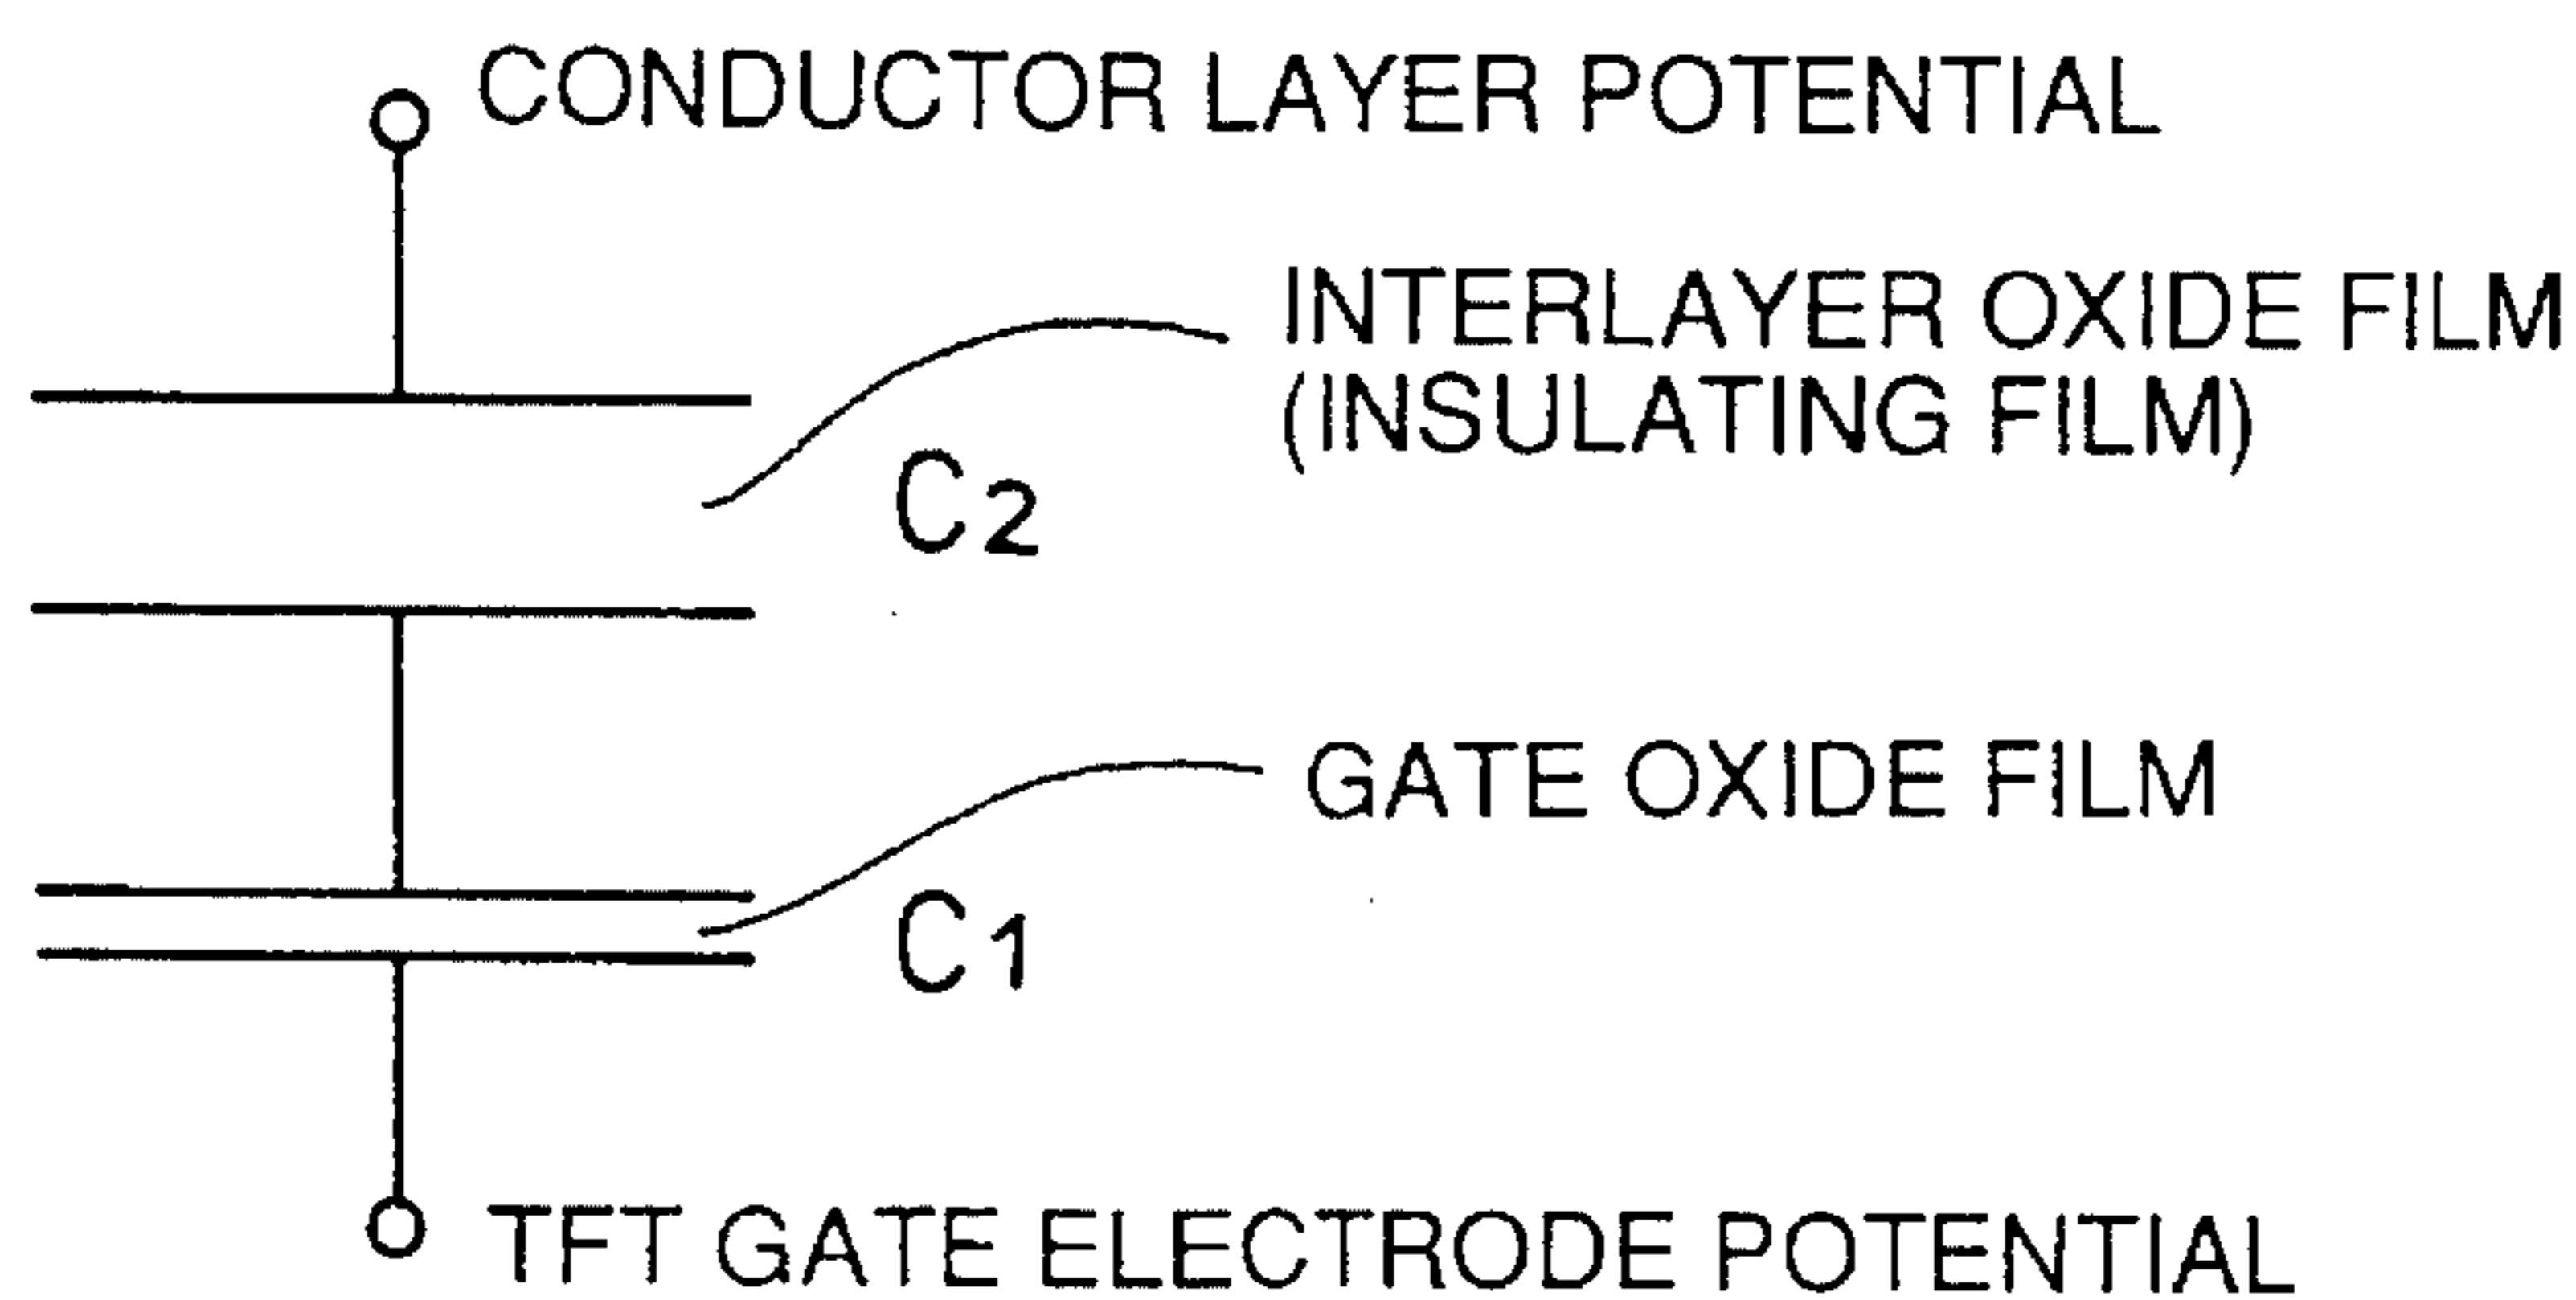 CONDUCTOR LAYER POTENTIAL
INTERLAYER OXIDE FILM
(INSULATING FILM)
C2
GATE OXIDE FILM
C1
TFT GATE ELECTRODE POTENTIAL